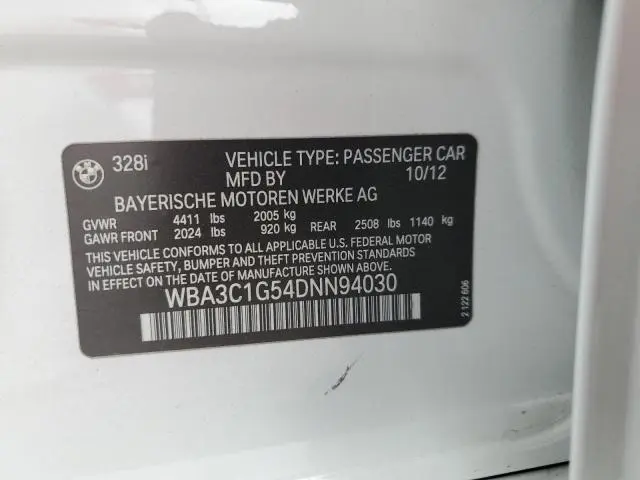 BMW 328i VEHICLE TYPE: PASSENGER CAR
MFD BY 10/12
BAYERISCHE MOTOREN WERKE AG
GVWR 4411 lbs 2005 kg
GAWR FRONT 2024 lbs 920 kg REAR 2508 lbs 1140 kg
THIS VEHICLE CONFORMS TO ALL APPLICABLE U.S. FEDERAL MOTOR
VEHICLE SAFETY, BUMPER AND THEFT PREVENTION STANDARDS
IN EFFECT ON THE DATE OF MANUFACTURE SHOWN ABOVE.
WBA3C1G54DNN94030
2 122 606